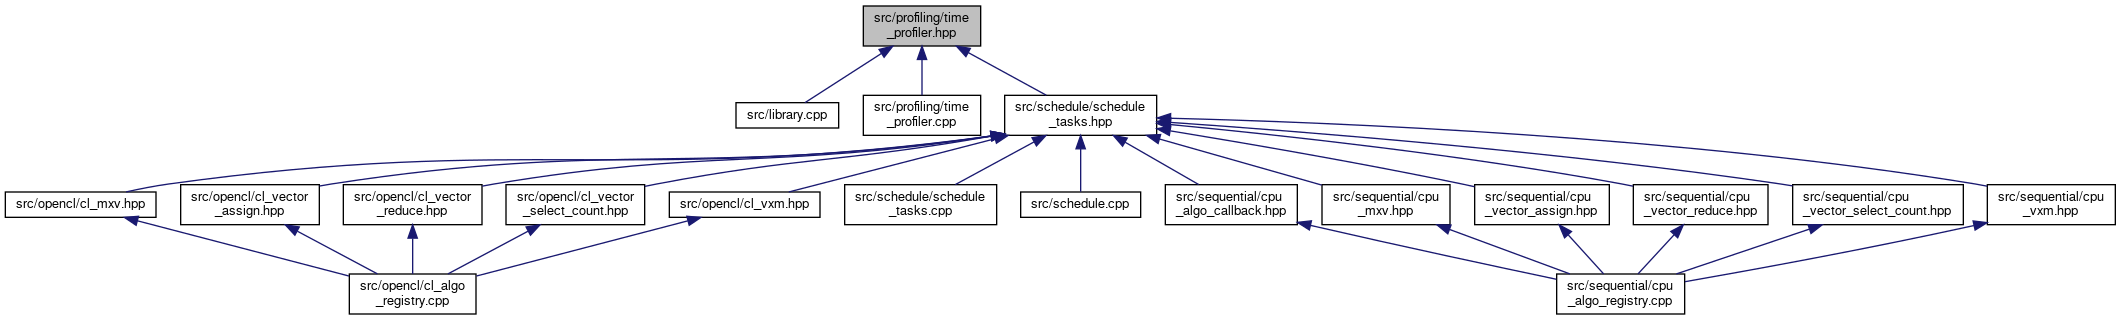 src/profiling/time
_profiler.hpp
src/library.cpp
src/profiling/time
_profiler.cpp
src/schedule/schedule
_tasks.hpp
src/opencl/cl_mxv.hpp
src/opencl/cl_vector
_assign.hpp
src/opencl/cl_vector
_reduce.hpp
src/opencl/cl_vector
_select_count.hpp
src/opencl/cl_vxm.hpp
src/schedule/schedule
_tasks.cpp
src/schedule.cpp
src/sequential/cpu
_algo_callback.hpp
src/sequential/cpu
_mxv.hpp
src/sequential/cpu
_vector_assign.hpp
src/sequential/cpu
_vector_reduce.hpp
src/sequential/cpu
_vector_select_count.hpp
src/sequential/cpu
_vxm.hpp
src/opencl/cl_algo
_registry.cpp
src/sequential/cpu
_algo_registry.cpp